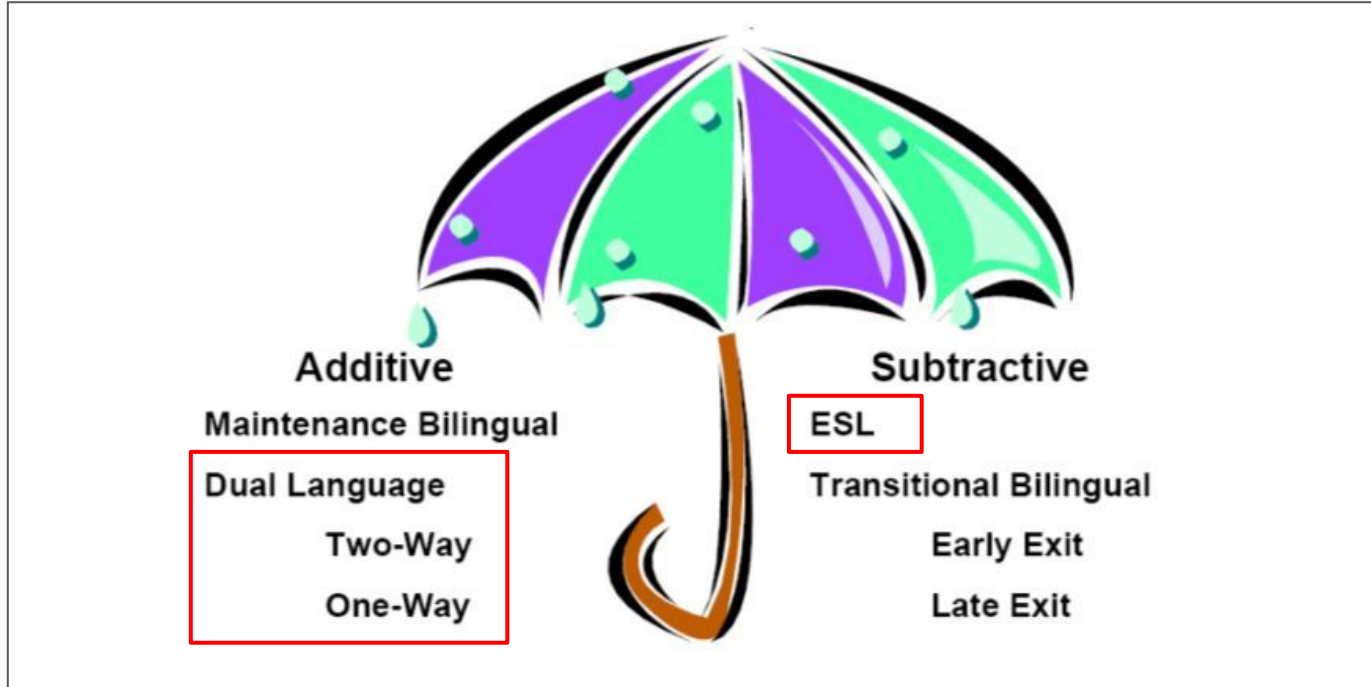 Additive
Maintenance Bilingual
Dual Language
Two-Way
One-Way
Subtractive
ESL
Transitional Bilingual
Early Exit
Late Exit